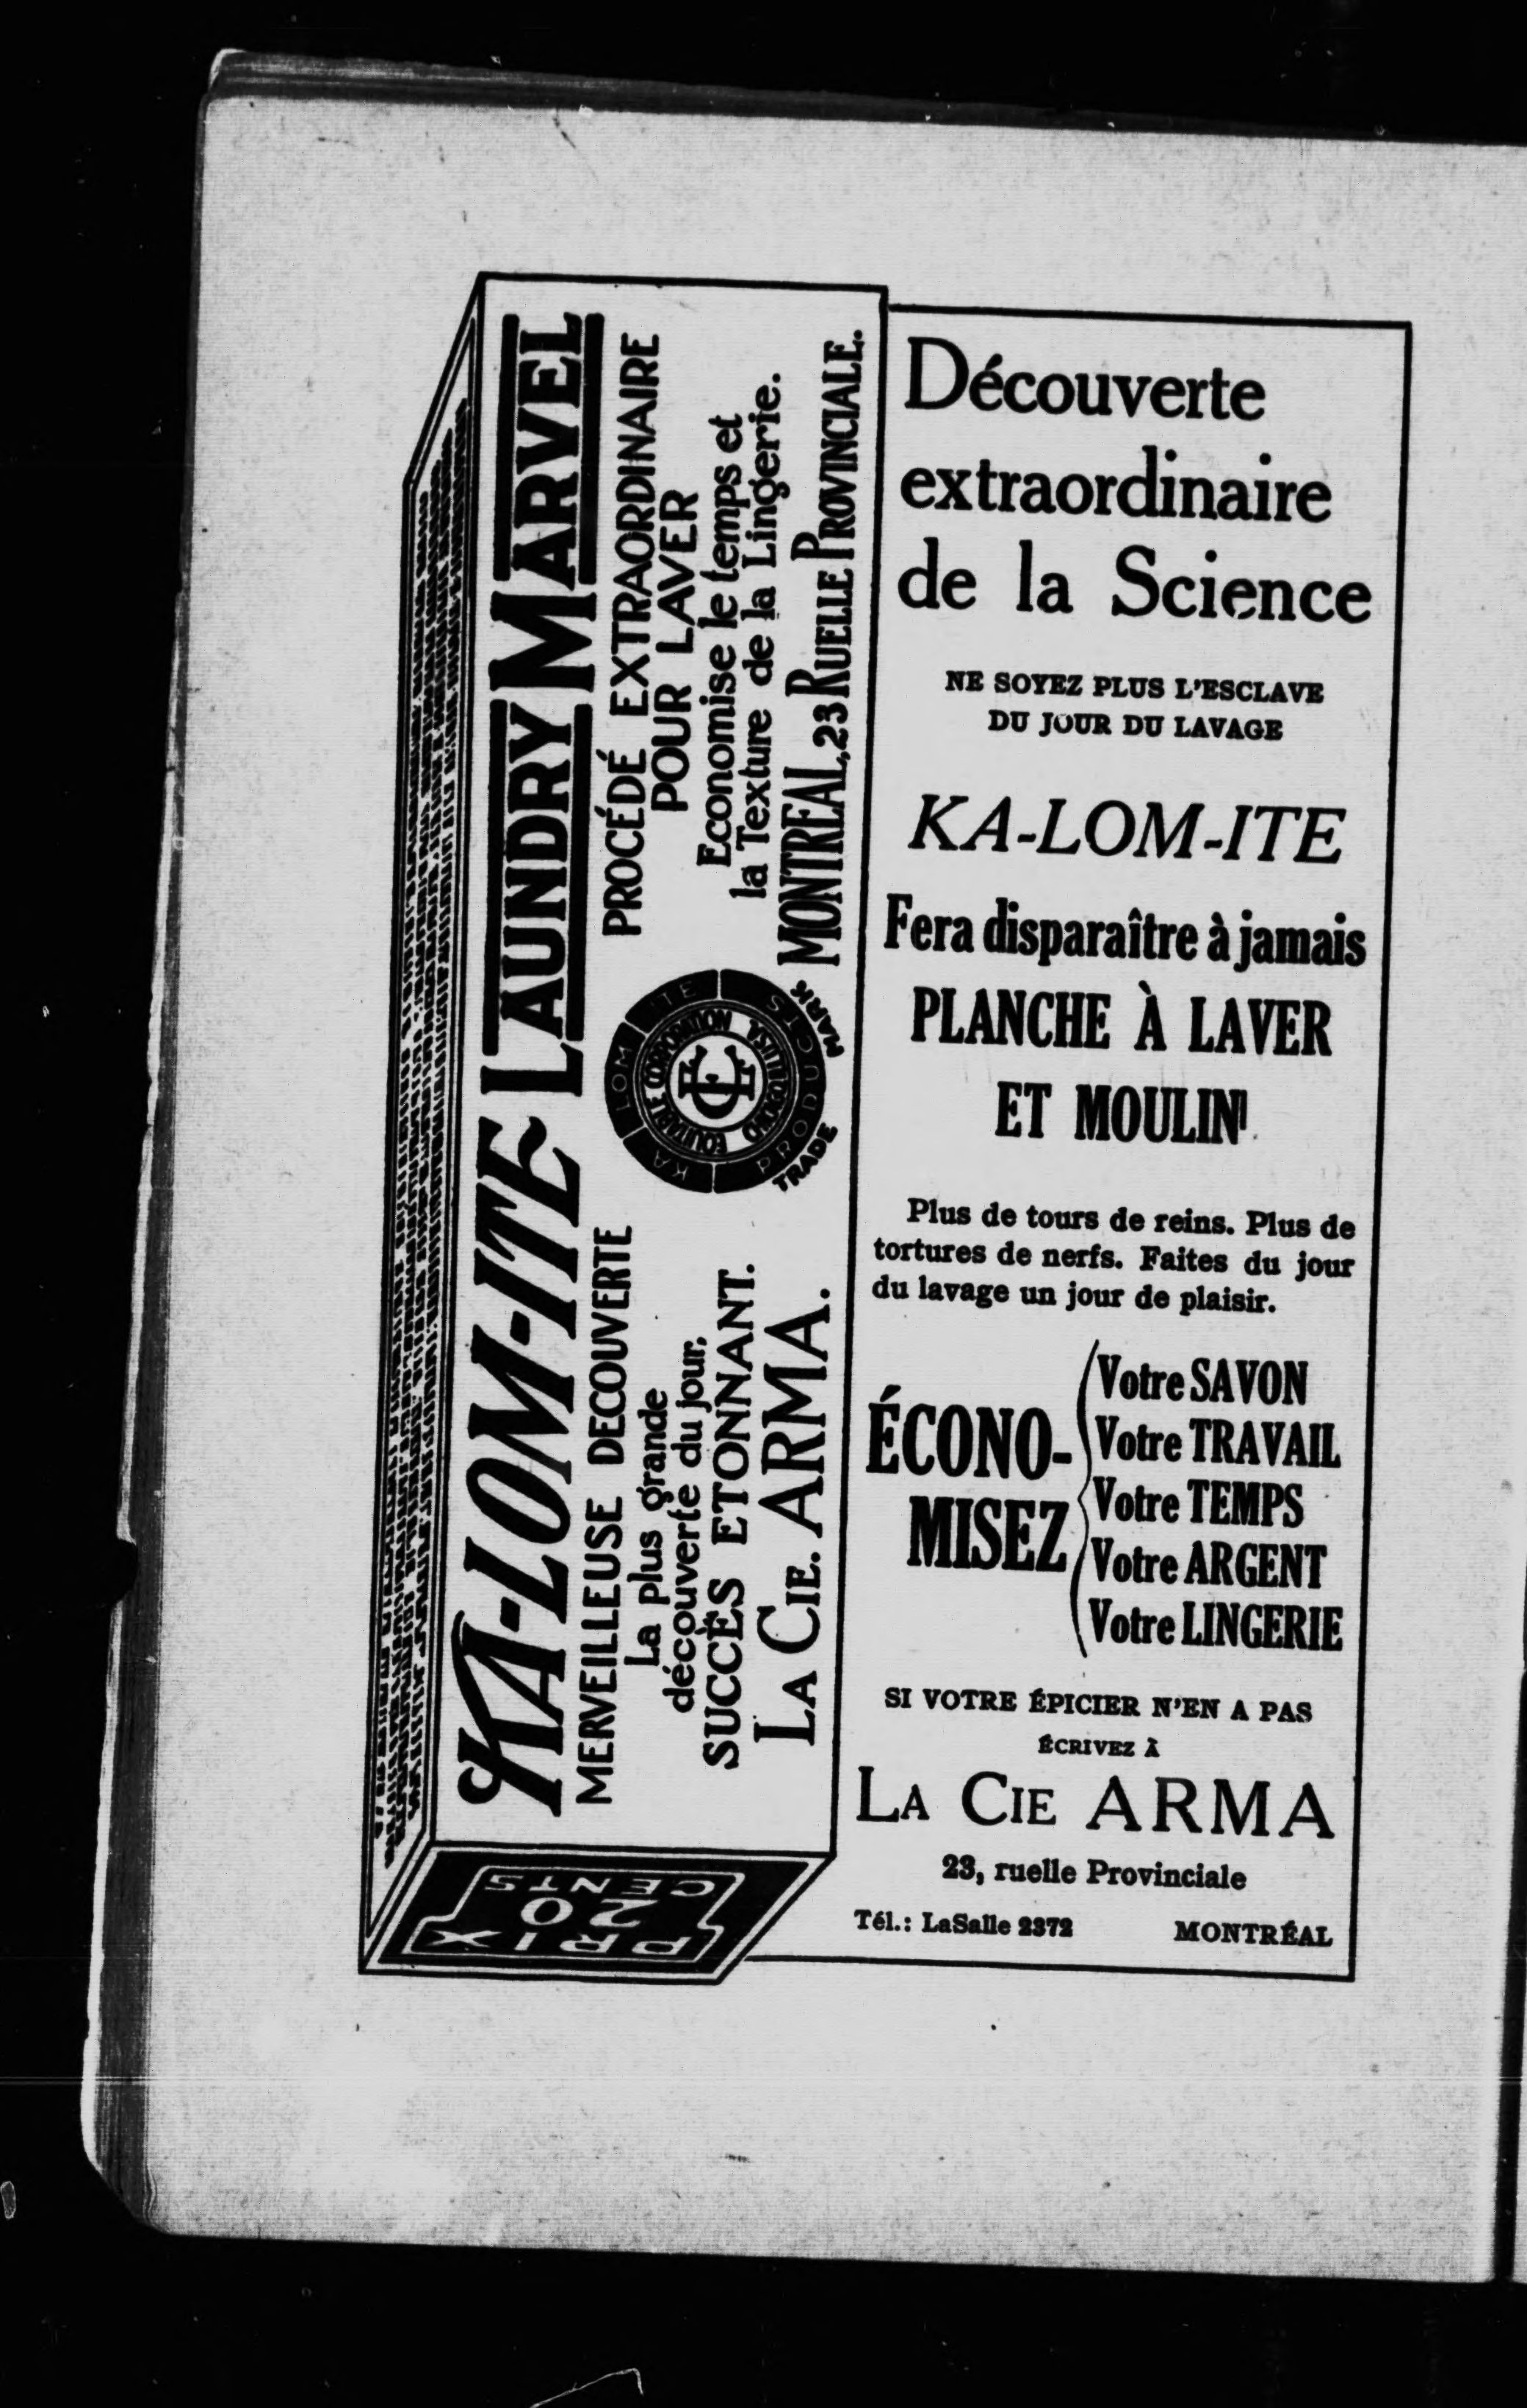 KA-LOM-ITE LAUNDRY MARVEL
MERVEILLEUSE DECOUVERTE
La plus grande
découverte du jour,
SUCCÈS ETONNANT.
LA CIE. ARMA.
KA LOM ITE
PRODUCTS
EQUITABLE CORPORATION
TRADE MARK
PROCÉDÉ EXTRAORDINAIRE
POUR LAVER
Economise le temps et
la Texture de la Lingerie.
MONTREAL, 23 RUELLE PROVINCIALE.
PRIX
20
CENTS
Découverte
extraordinaire
de la Science
NE SOYEZ PLUS L'ESCLAVE
DU JOUR DU LAVAGE
KA-LOM-ITE
Fera disparaître à jamais
PLANCHE À LAVER
ET MOULIN
Plus de tours de reins. Plus de
tortures de nerfs. Faites du jour
du lavage un jour de plaisir.
ÉCONO-
MISEZ
Votre SAVON
Votre TRAVAIL
Votre TEMPS
Votre ARGENT
Votre LINGERIE
SI VOTRE ÉPICIER N'EN A PAS
ÉCRIVEZ À
LA CIE ARMA
23, ruelle Provinciale
Tél.: LaSalle 2372 MONTRÉAL